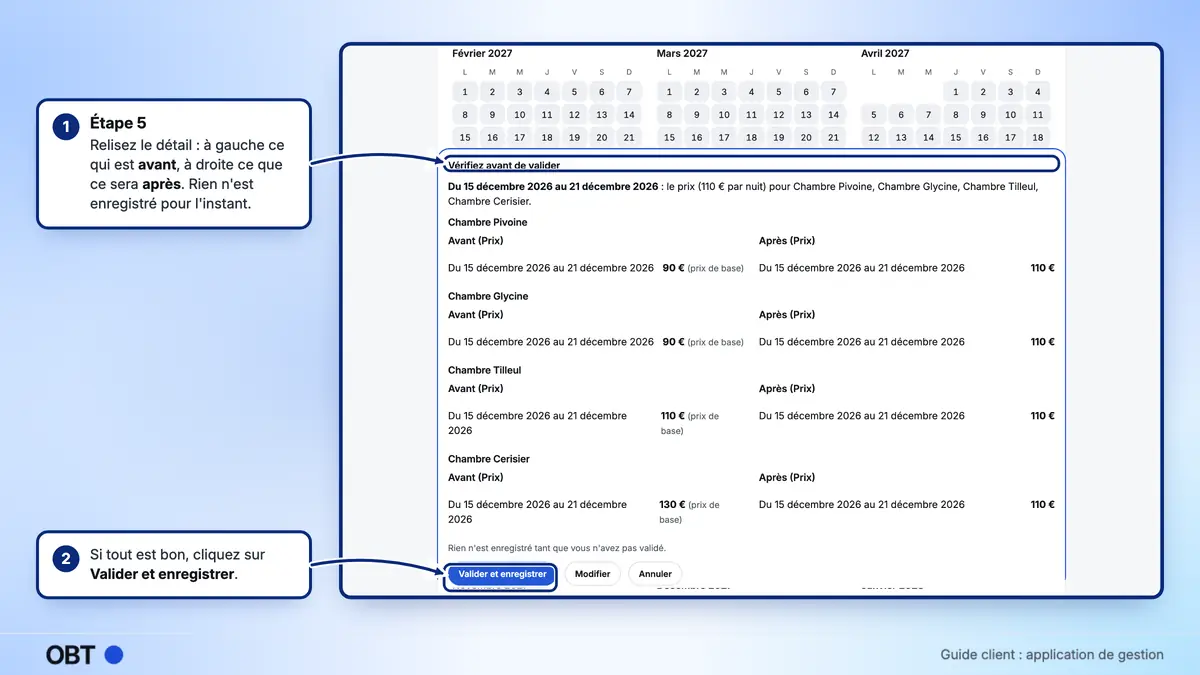 1
Étape 5
Relisez le détail : à gauche ce
qui est avant, à droite ce que
ce sera après. Rien n'est
enregistré pour l'instant.
2
Si tout est bon, cliquez sur
Valider et enregistrer.
Février 2027 Mars 2027 Avril 2027
L M M J V S D L M M J V S D L M M J V S D
1 2 3 4 5 6 7 1 2 3 4 5 6 7 1 2 3 4
8 9 10 11 12 13 14 8 9 10 11 12 13 14 5 6 7 8 9 10 11
15 16 17 18 19 20 21 15 16 17 18 19 20 21 12 13 14 15 16 17 18
Vérifiez avant de valider
Du 15 décembre 2026 au 21 décembre 2026 : le prix (110 € par nuit) pour Chambre Pivoine, Chambre Glycine, Chambre Tilleul,
Chambre Cerisier.
Chambre Pivoine
Avant (Prix) Après (Prix)
Du 15 décembre 2026 au 21 décembre 2026 90 € (prix de base) Du 15 décembre 2026 au 21 décembre 2026 110 €
Chambre Glycine
Avant (Prix) Après (Prix)
Du 15 décembre 2026 au 21 décembre 2026 90 € (prix de base) Du 15 décembre 2026 au 21 décembre 2026 110 €
Chambre Tilleul
Avant (Prix) Après (Prix)
Du 15 décembre 2026 au 21 décembre 110 € (prix de Du 15 décembre 2026 au 21 décembre 2026 110 €
2026 base)
Chambre Cerisier
Avant (Prix) Après (Prix)
Du 15 décembre 2026 au 21 décembre 130 € (prix de Du 15 décembre 2026 au 21 décembre 2026 110 €
2026 base)
Rien n'est enregistré tant que vous n'avez pas validé.
Valider et enregistrer Modifier Annuler
OBT
Guide client : application de gestion